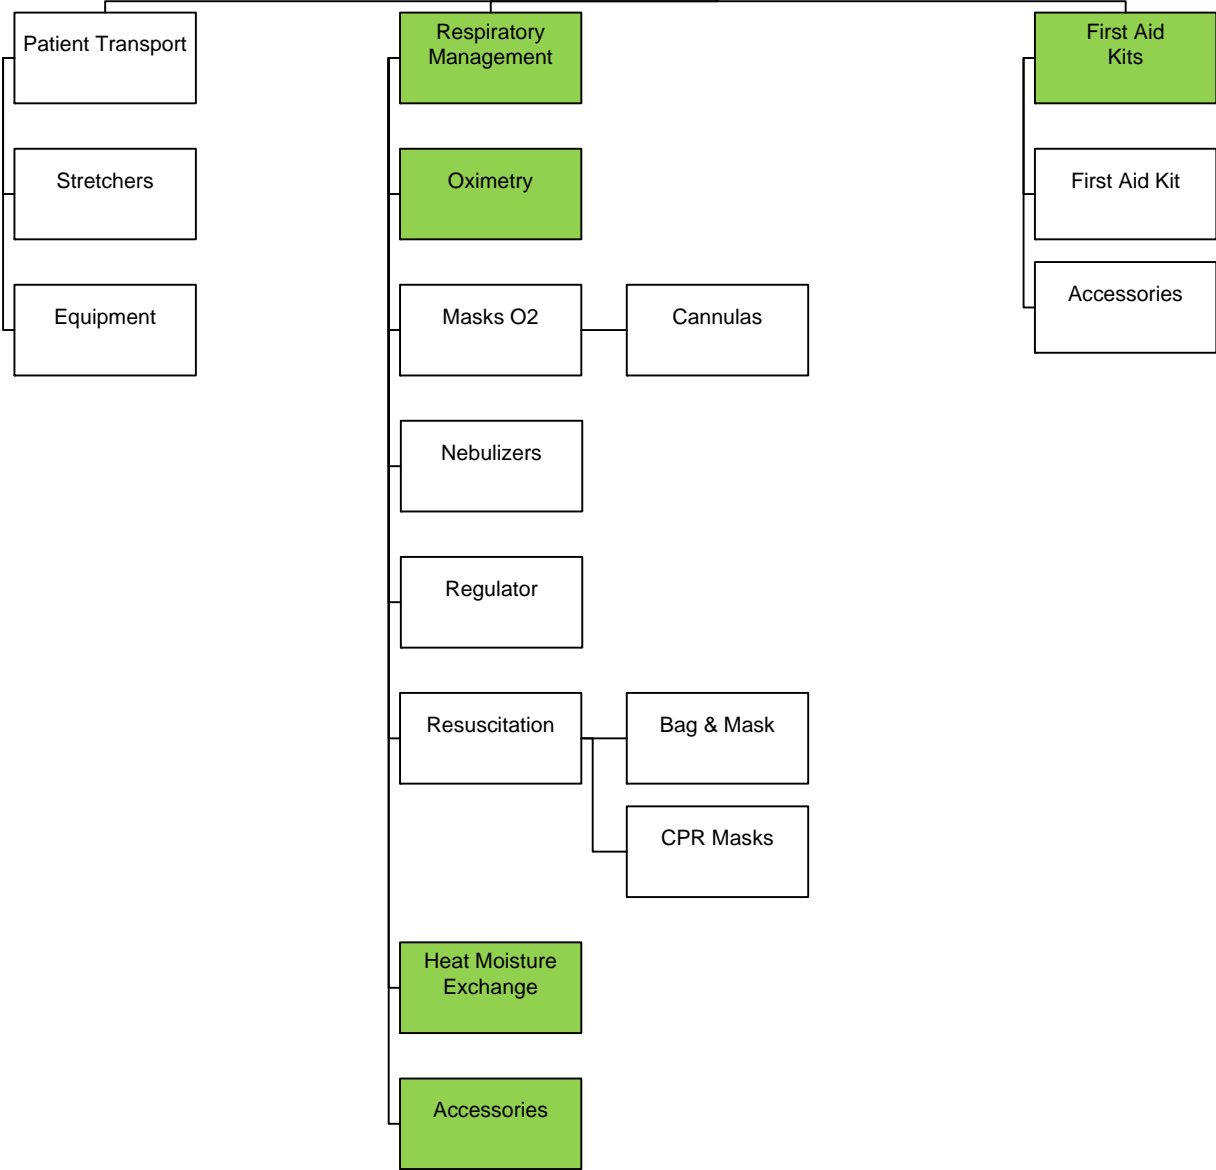 Patient Transport
Stretchers
Equipment
Respiratory
Management
Oximetry
Masks O2
Cannulas
Nebulizers
Regulator
Resuscitation
Bag & Mask
CPR Masks
Heat Moisture
Exchange
Accessories
First Aid
Kits
First Aid Kit
Accessories